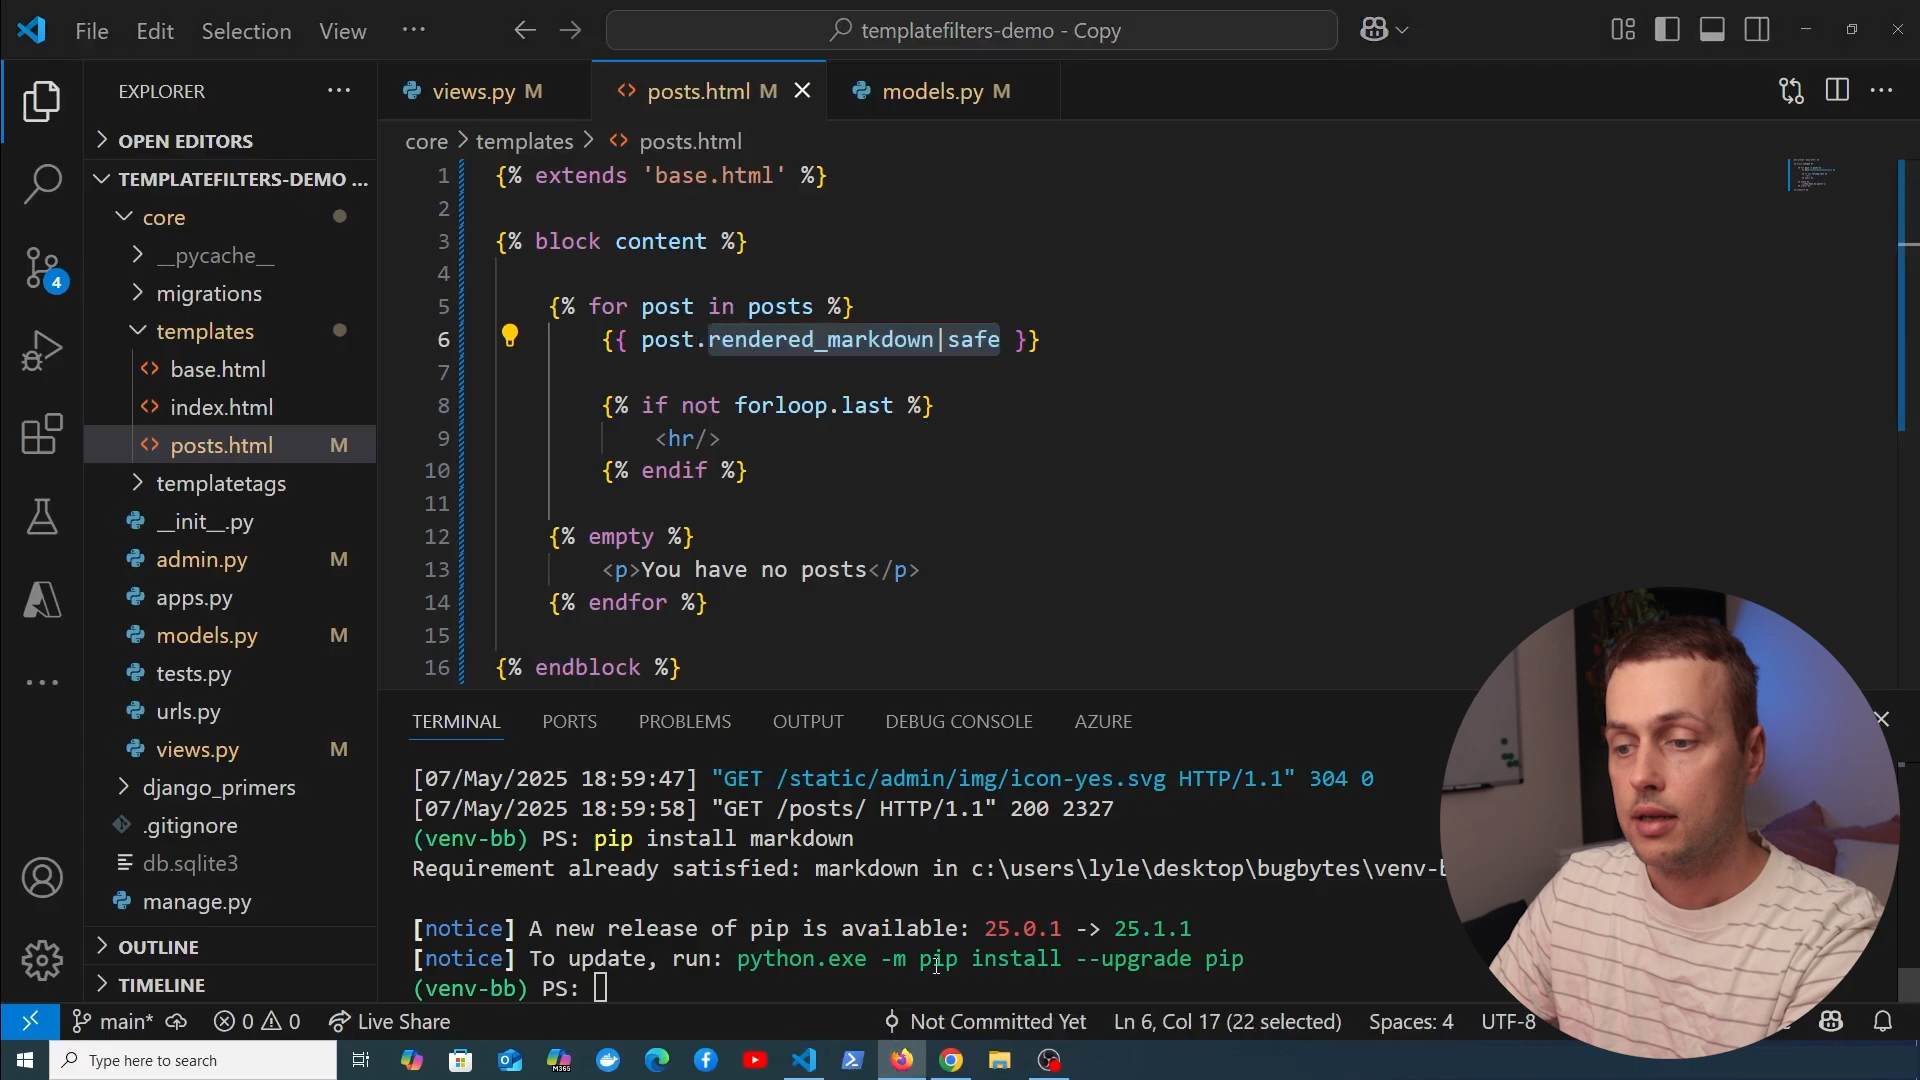 File Edit Selection View ··· templatefilters-demo - Copy
EXPLORER ···
OPEN EDITORS
TEMPLATEFILTERS-DEMO ...
core
__pycache__
migrations
templates
base.html
index.html
posts.html M
templatetags
__init__.py
admin.py M
apps.py
models.py M
tests.py
urls.py
views.py M
django_primers
.gitignore
db.sqlite3
manage.py
OUTLINE
TIMELINE
4
views.py M posts.html M models.py M
core > templates > posts.html
1 {% extends 'base.html' %}
2
3 {% block content %}
4
5 {% for post in posts %}
6 {{ post.rendered_markdown|safe }}
7
8 {% if not forloop.last %}
9 <hr/>
10 {% endif %}
11
12 {% empty %}
13 <p>You have no posts</p>
14 {% endfor %}
15
16 {% endblock %}
TERMINAL PORTS PROBLEMS OUTPUT DEBUG CONSOLE AZURE
[07/May/2025 18:59:47] "GET /static/admin/img/icon-yes.svg HTTP/1.1" 304 0
[07/May/2025 18:59:58] "GET /posts/ HTTP/1.1" 200 2327
(venv-bb) PS: pip install markdown
Requirement already satisfied: markdown in c:\users\lyle\desktop\bugbytes\venv-b
[notice] A new release of pip is available: 25.0.1 -> 25.1.1
[notice] To update, run: python.exe -m pip install --upgrade pip
(venv-bb) PS:
main* 0 0 Live Share Not Committed Yet Ln 6, Col 17 (22 selected) Spaces: 4 UTF-8
Type here to search M365